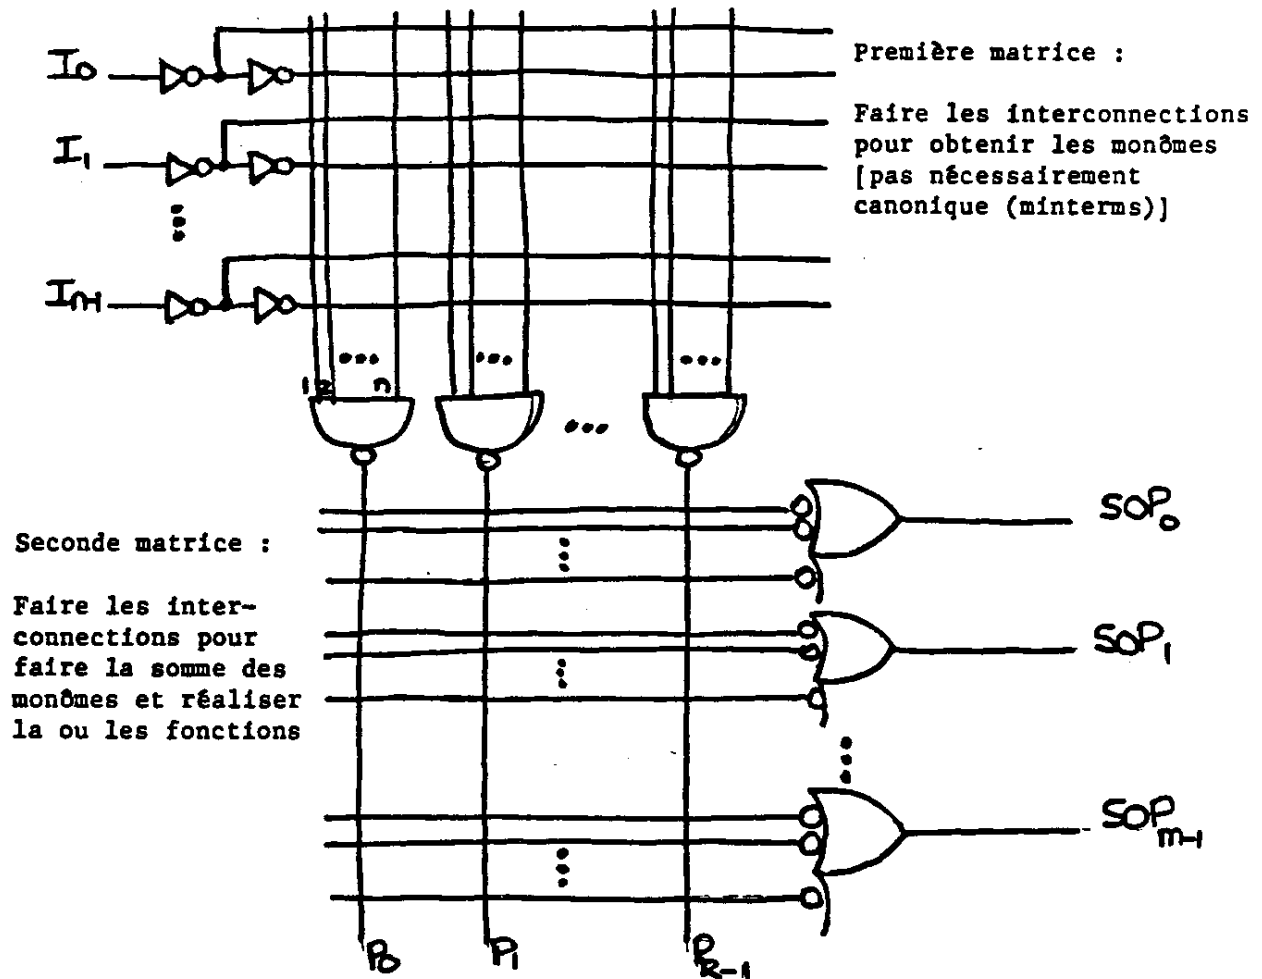 I0
Première matrice :
Faire les interconnections
pour obtenir les monômes
[pas nécessairement
canonique (minterms)]
I1
In-1
1 2 n
SOP0
Seconde matrice :
Faire les inter-
connections pour
faire la somme des
monômes et réaliser
la ou les fonctions
SOP1
SOPm-1
P0 P1 PR-1